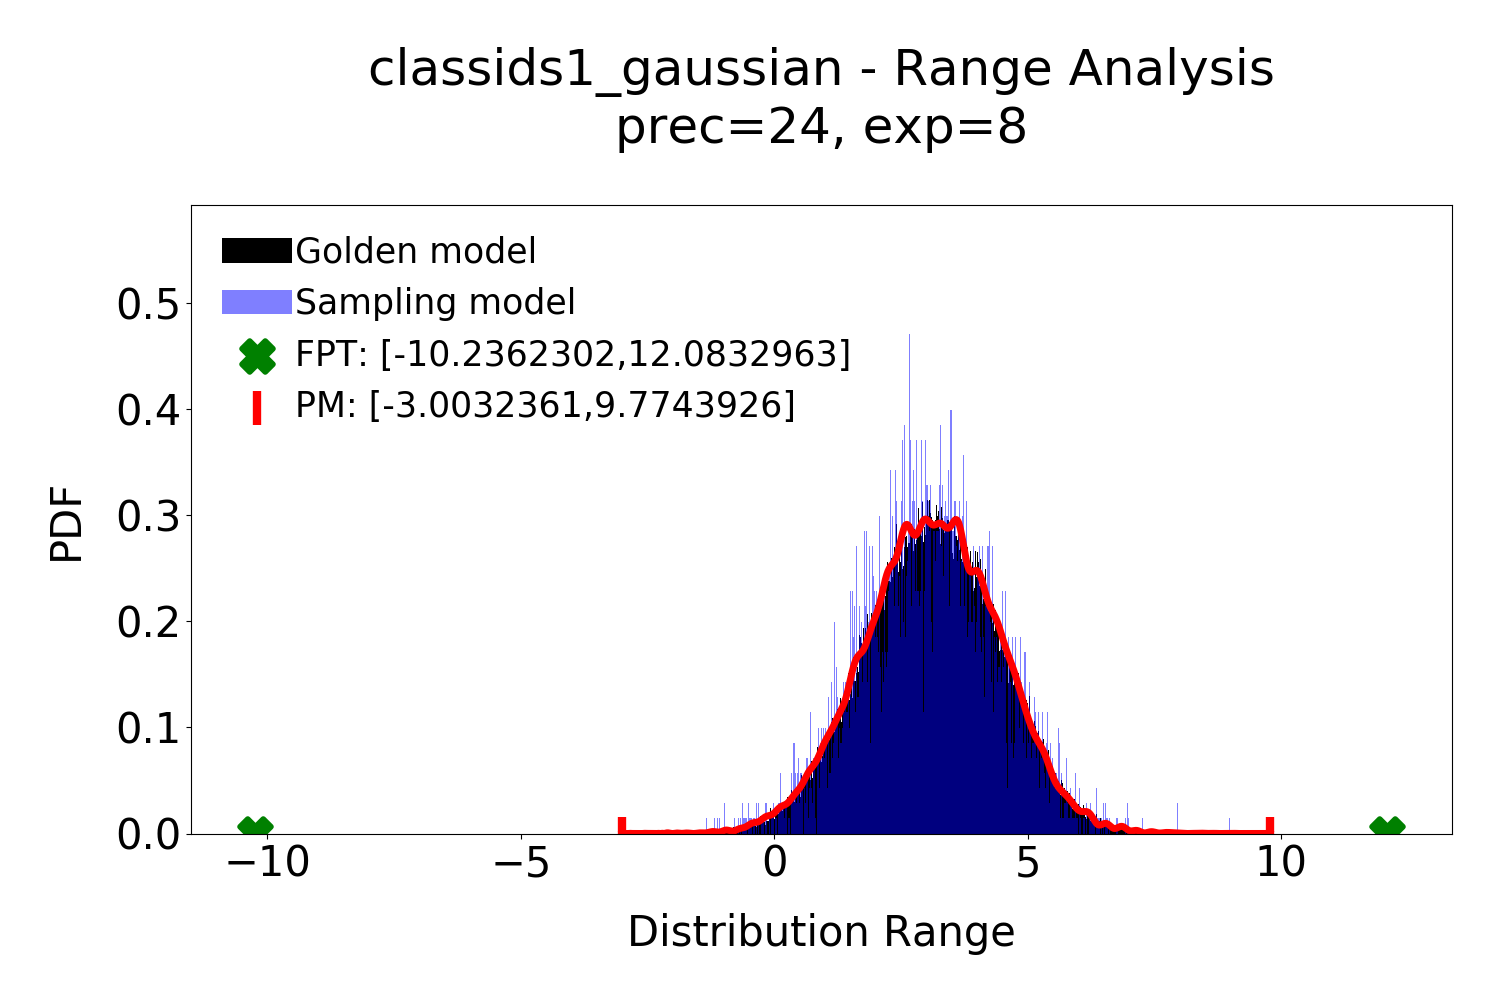 classids1_gaussian - Range Analysis
prec=24, exp=8
Golden model
Sampling model
FPT: [-10.2362302,12.0832963]
PM: [-3.0032361,9.7743926]
PDF
0.5
0.4
0.3
0.2
0.1
0.0
−10 −5 0 5 10
Distribution Range